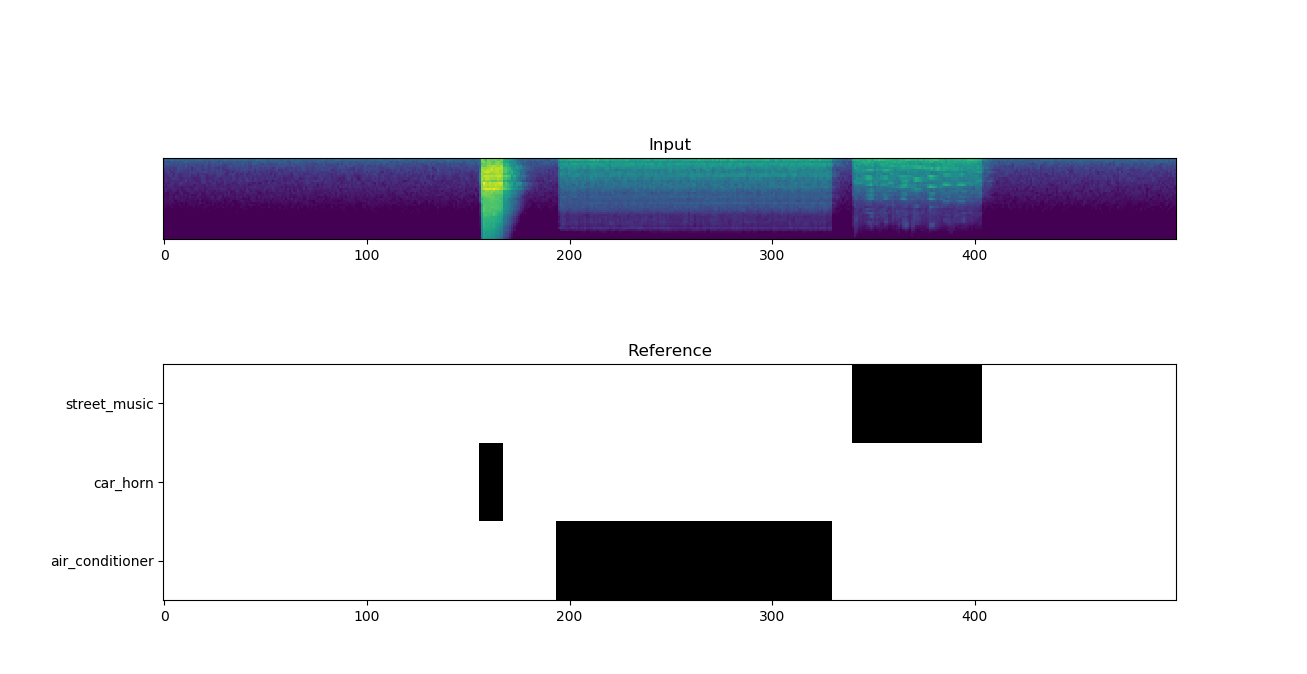 Input
0 100 200 300 400
Reference
street_music
car_horn
air_conditioner
0 100 200 300 400